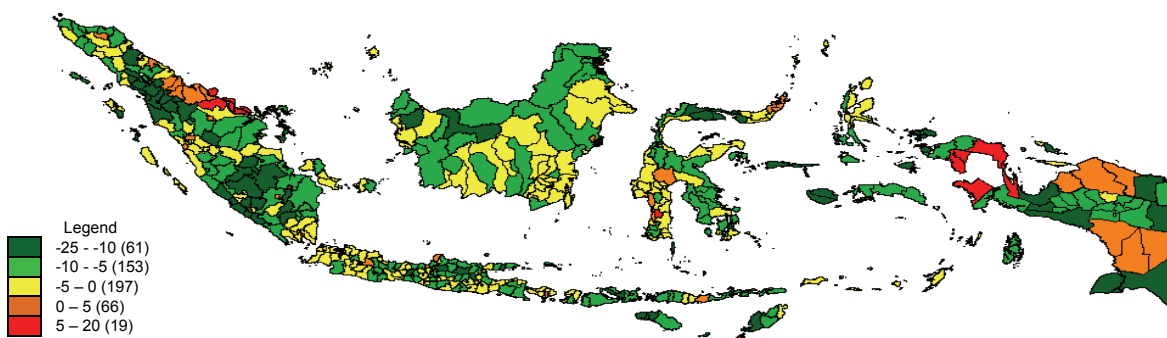 Legend
-25 - -10 (61)
-10 - -5 (153)
-5 – 0 (197)
0 – 5 (66)
5 – 20 (19)